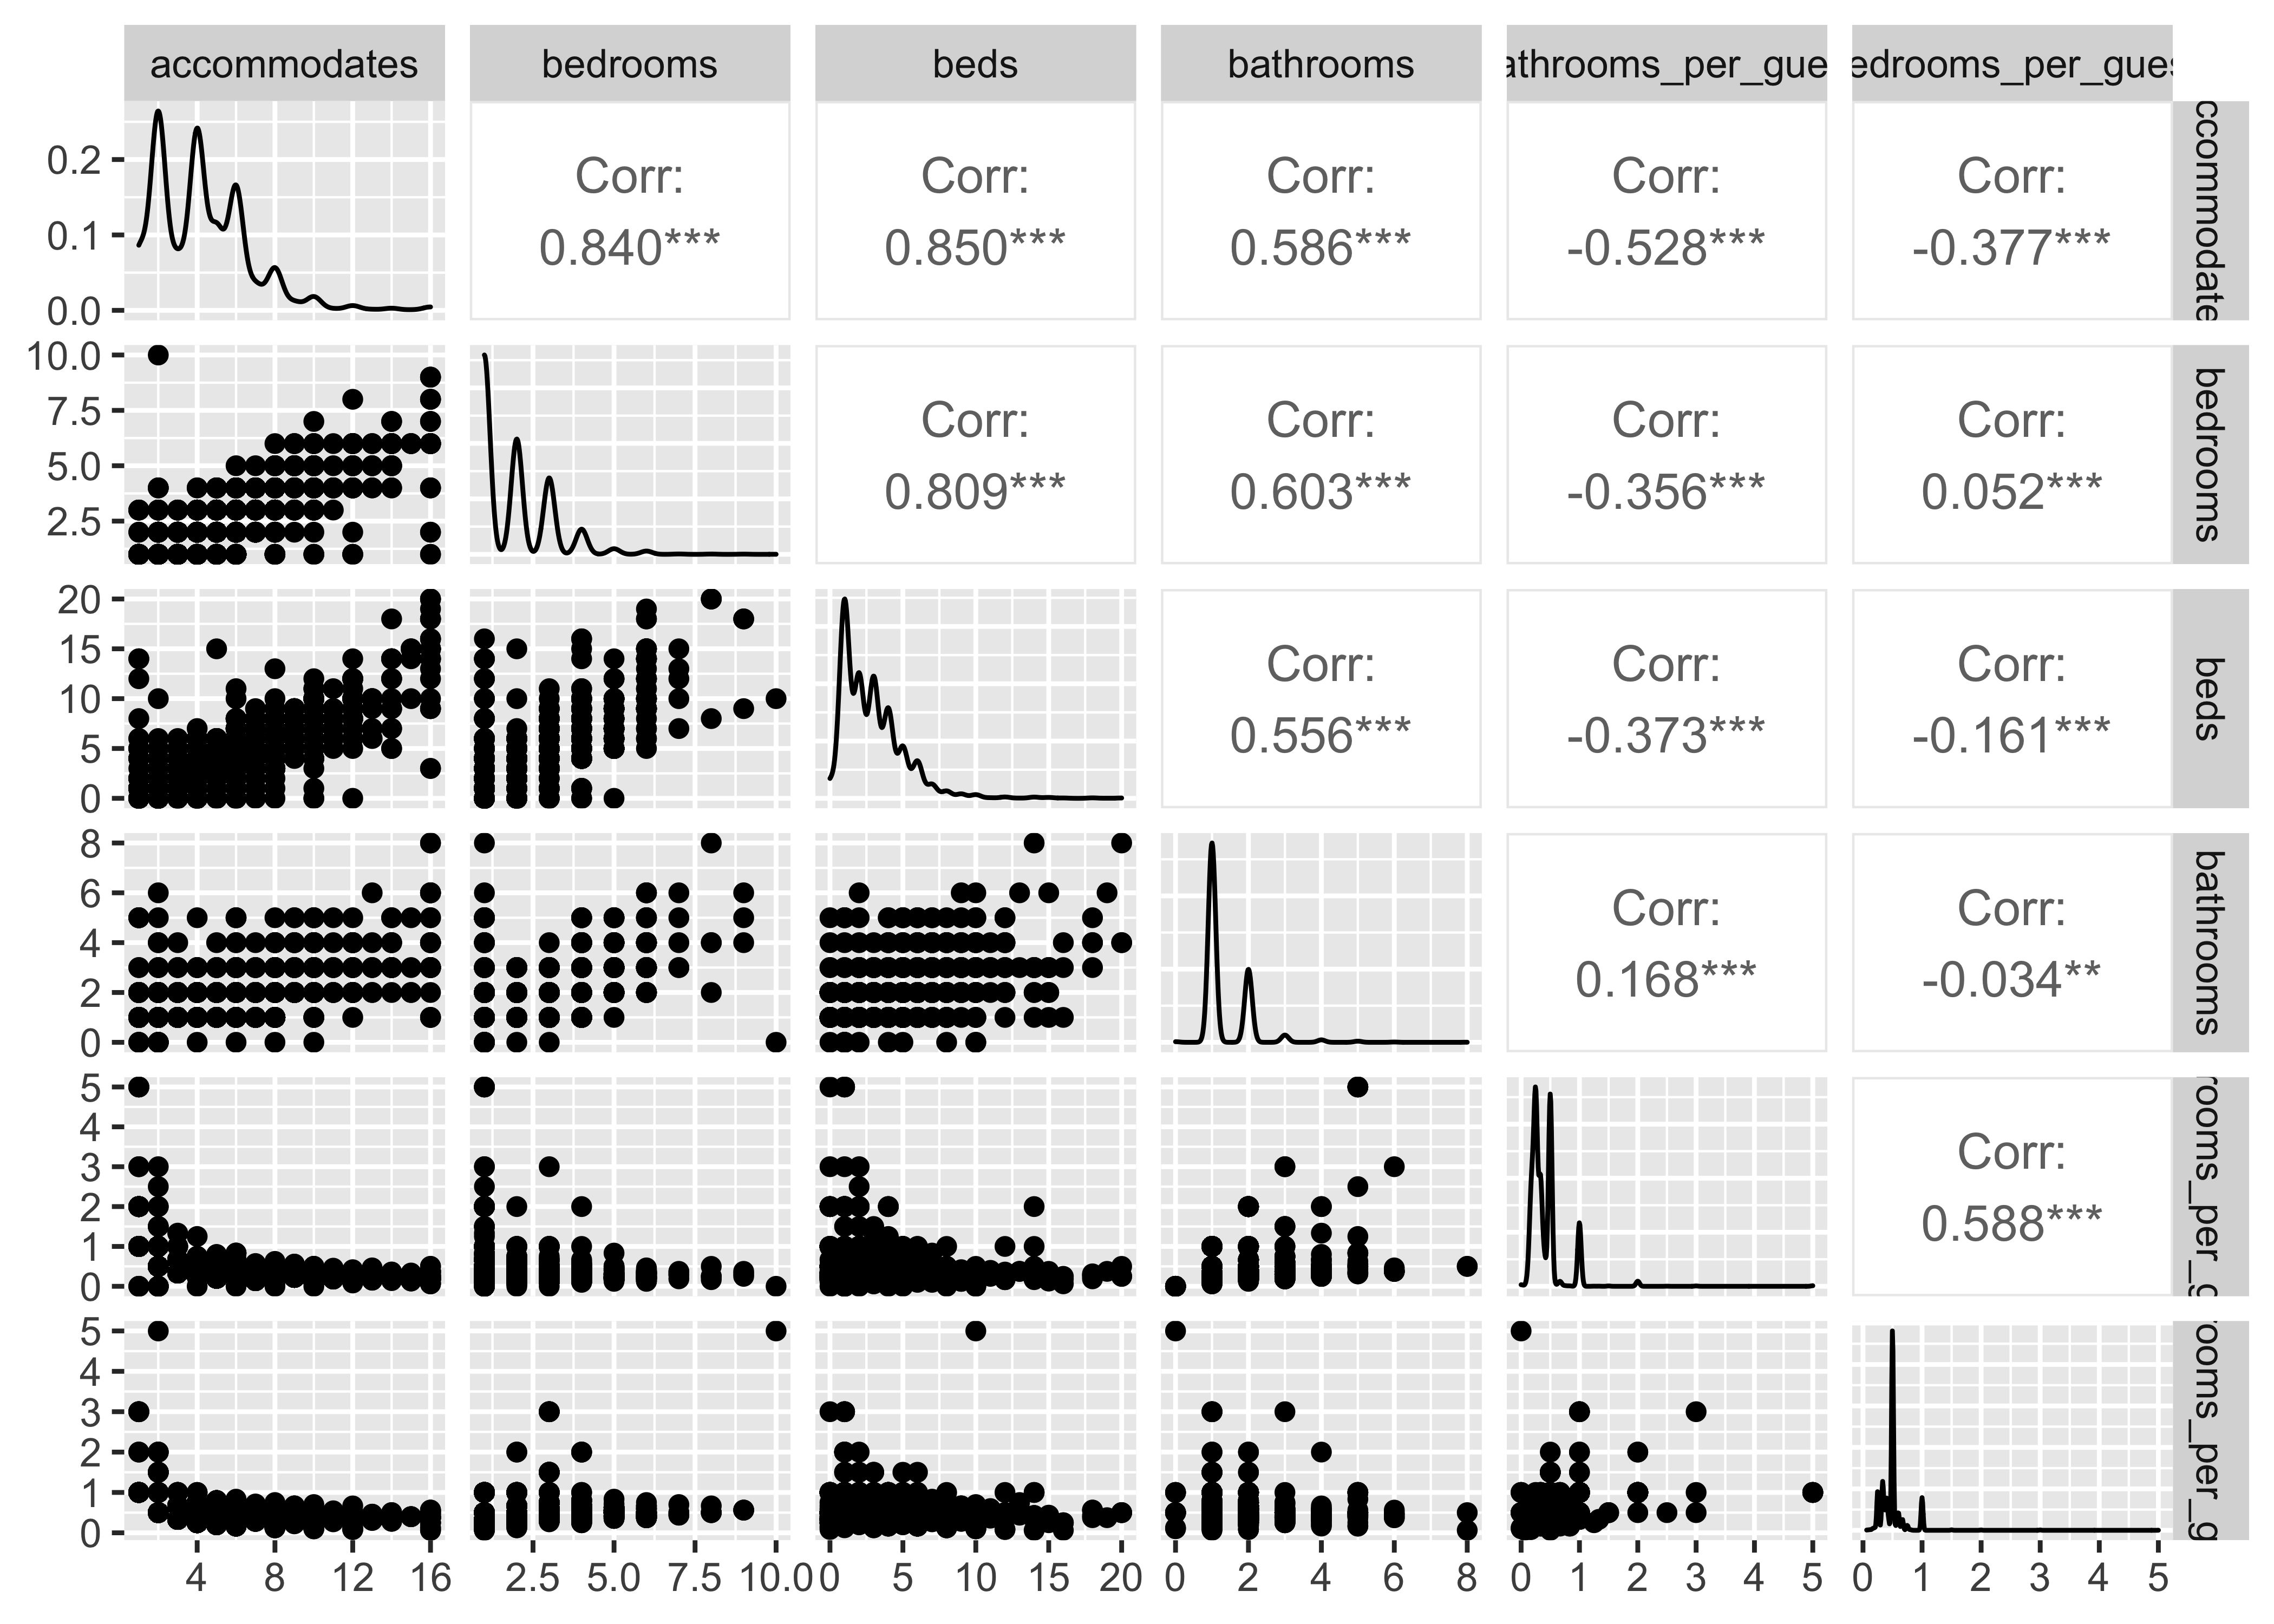 accommodates bedrooms beds bathrooms athrooms_per_gue edrooms_per_gues
0.2
0.1
0.0
Corr:
0.840***
Corr:
0.850***
Corr:
0.586***
Corr:
-0.528***
Corr:
-0.377***
ccommodate
10.0
7.5
5.0
2.5
Corr:
0.809***
Corr:
0.603***
Corr:
-0.356***
Corr:
0.052***
bedrooms
20
15
10
5
0
Corr:
0.556***
Corr:
-0.373***
Corr:
-0.161***
beds
8
6
4
2
0
Corr:
0.168***
Corr:
-0.034**
bathrooms
5
4
3
2
1
0
Corr:
0.588***
rooms_per_g
5
4
3
2
1
0
ooms_per_g
4 8 12 16 2.5 5.0 7.5 10.0 0 5 10 15 20 0 2 4 6 8 0 1 2 3 4 5 0 1 2 3 4 5